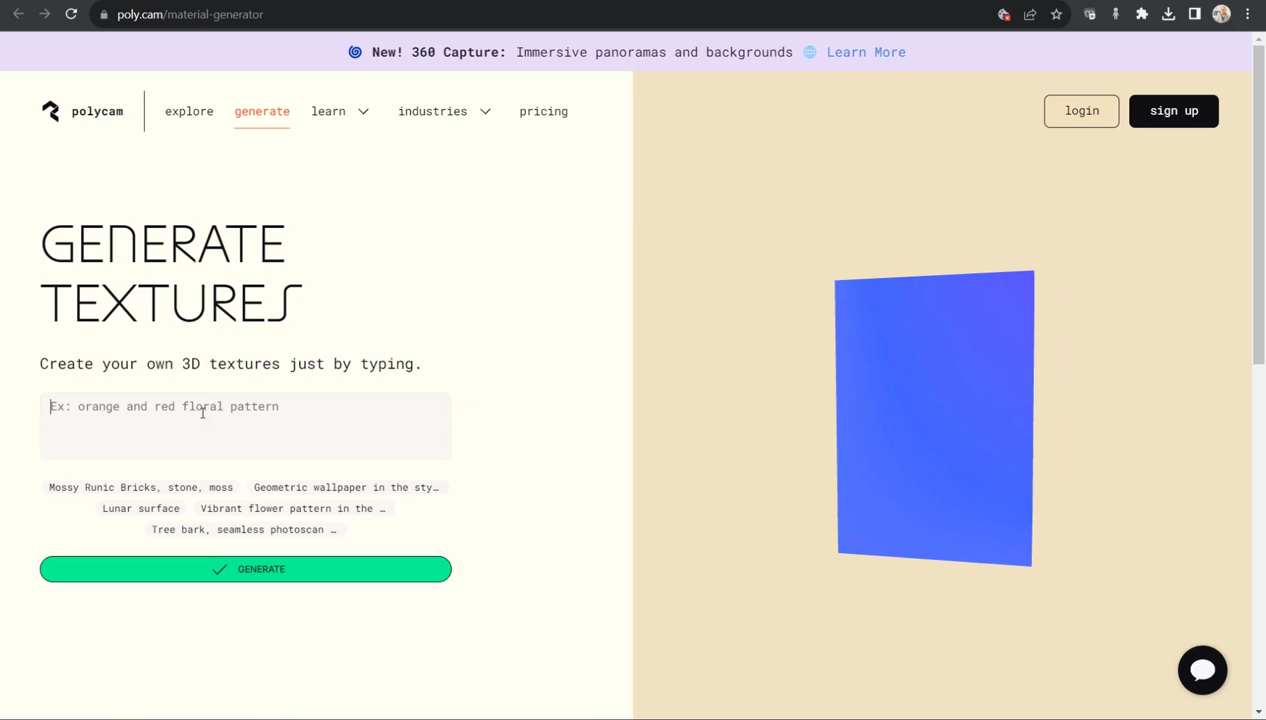 poly.cam/material-generator
🌀 New! 360 Capture: Immersive panoramas and backgrounds 🌐 Learn More
polycam
explore
generate
learn
industries
pricing
login
sign up
GENERATE
TEXTURES
Create your own 3D textures just by typing.
Ex: orange and red floral pattern
Mossy Runic Bricks, stone, moss
Geometric wallpaper in the sty…
Lunar surface
Vibrant flower pattern in the …
Tree bark, seamless photoscan …
GENERATE